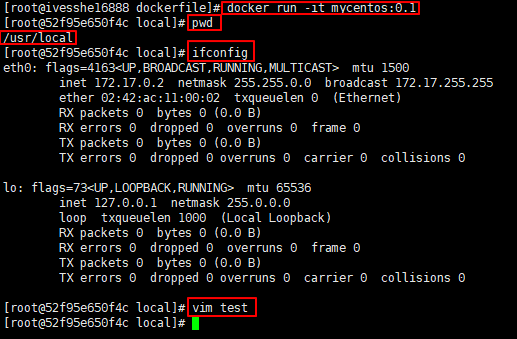 [root@ivesshe16888 dockerfile]# docker run -it mycentos:0.1
[root@52f95e650f4c local]# pwd
/usr/local
[root@52f95e650f4c local]# ifconfig
eth0: flags=4163<UP,BROADCAST,RUNNING,MULTICAST>  mtu 1500
        inet 172.17.0.2  netmask 255.255.0.0  broadcast 172.17.255.255
        ether 02:42:ac:11:00:02  txqueuelen 0  (Ethernet)
        RX packets 0  bytes 0 (0.0 B)
        RX errors 0  dropped 0  overruns 0  frame 0
        TX packets 0  bytes 0 (0.0 B)
        TX errors 0  dropped 0 overruns 0  carrier 0  collisions 0

lo: flags=73<UP,LOOPBACK,RUNNING>  mtu 65536
        inet 127.0.0.1  netmask 255.0.0.0
        loop  txqueuelen 1000  (Local Loopback)
        RX packets 0  bytes 0 (0.0 B)
        RX errors 0  dropped 0  overruns 0  frame 0
        TX packets 0  bytes 0 (0.0 B)
        TX errors 0  dropped 0 overruns 0  carrier 0  collisions 0

[root@52f95e650f4c local]# vim test
[root@52f95e650f4c local]#